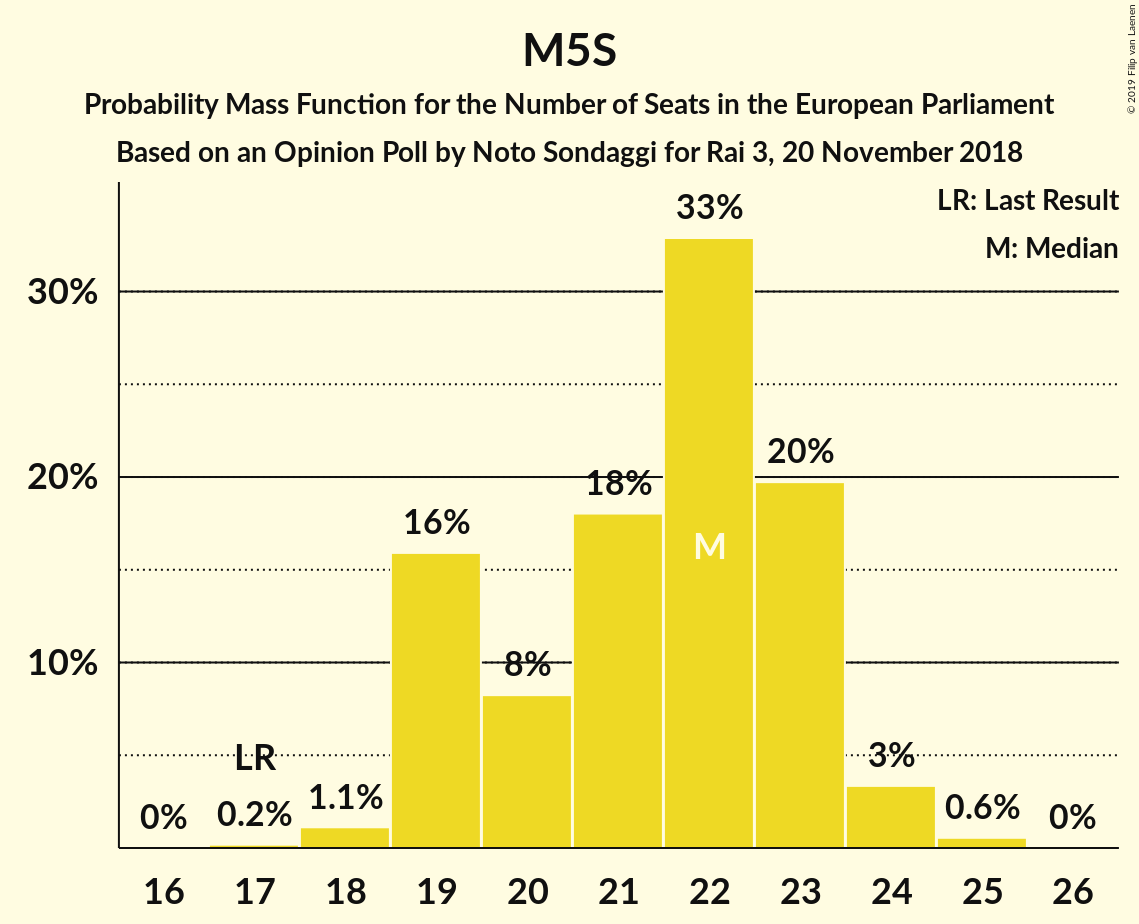 M5S
Probability Mass Function for the Number of Seats in the European Parliament
Based on an Opinion Poll by Noto Sondaggi for Rai 3, 20 November 2018
© 2019 Filip van Laenen
LR: Last Result
M: Median
33%
30%
20%
20%
18%
16%
M
10%
8%
LR
3%
1.1%
0.6%
0%
0.2%
0%
16 17 18 19 20 21 22 23 24 25 26